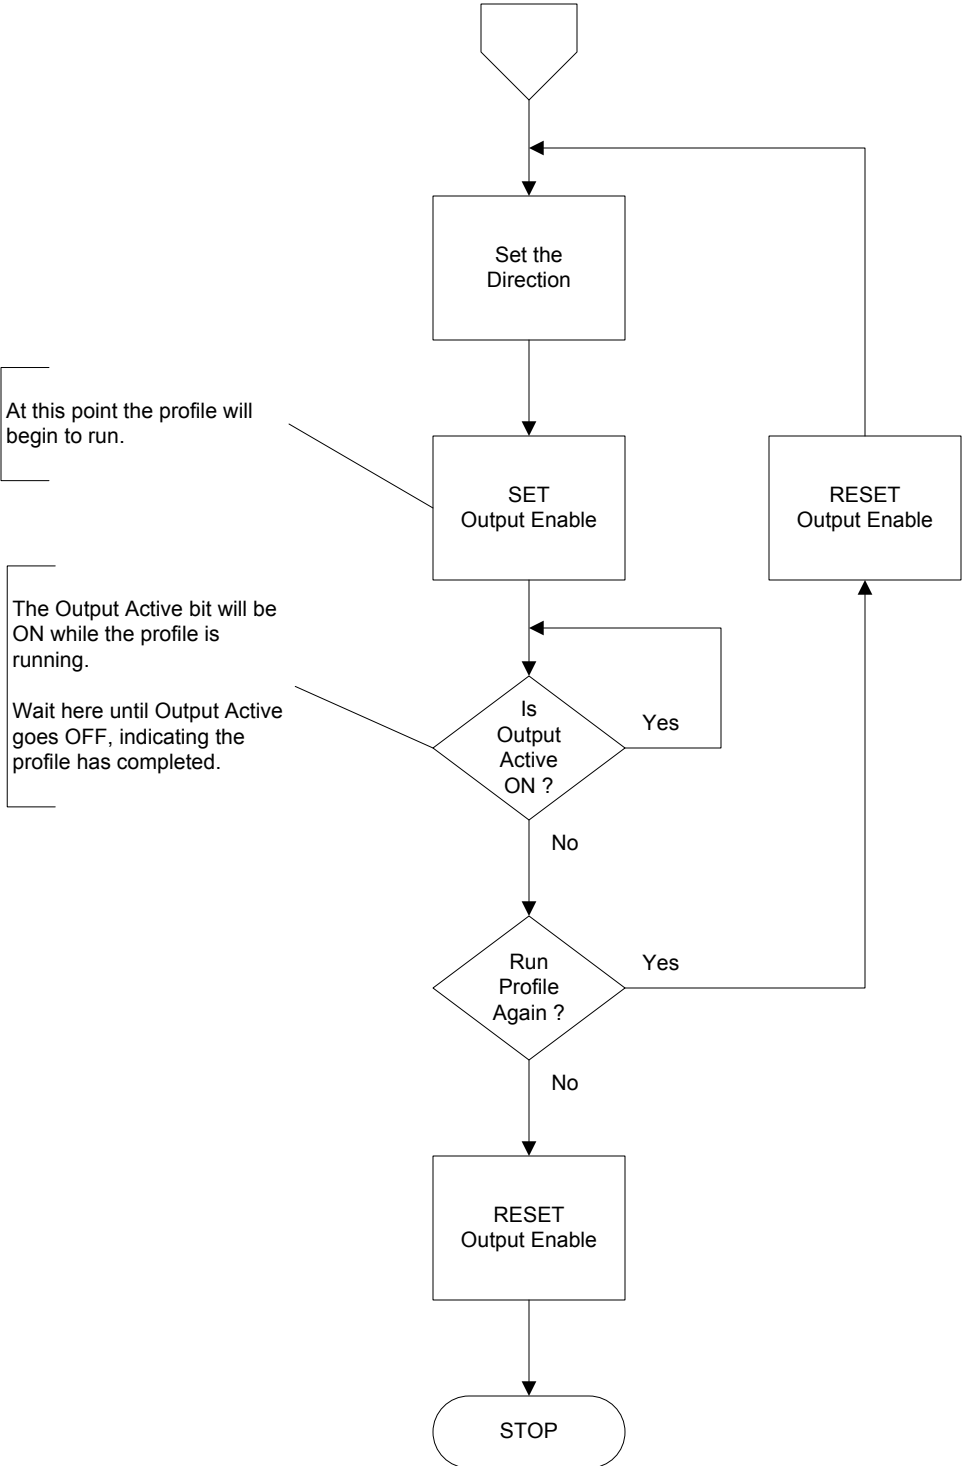 Set the
Direction
At this point the profile will
begin to run.
SET
Output Enable
RESET
Output Enable
The Output Active bit will be
ON while the profile is
running.
Wait here until Output Active
goes OFF, indicating the
profile has completed.
Is
Output
Active
ON ?
Yes
No
Run
Profile
Again ?
Yes
No
RESET
Output Enable
STOP